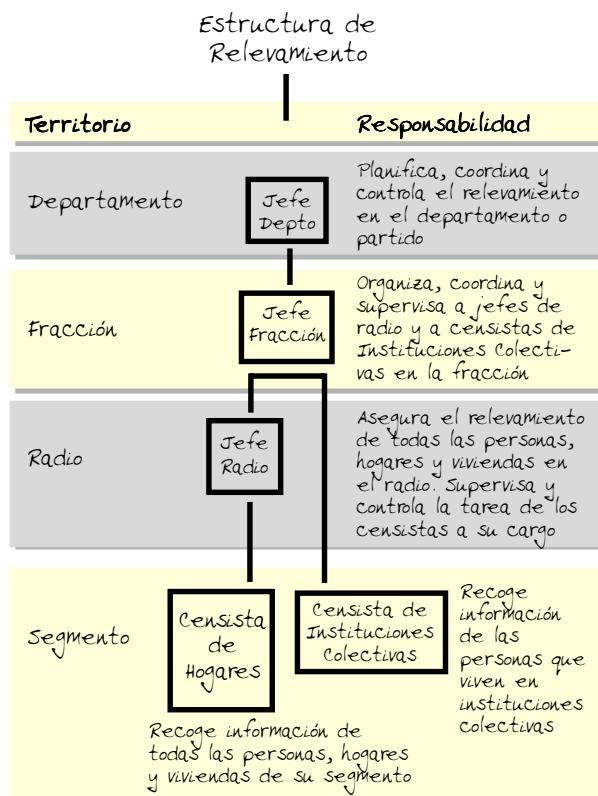 Estructura de
Relevamiento
Territorio
Responsabilidad
Departamento
Jefe
Depto
Planifica, coordina y
controla el relevamiento
en el departamento o
partido
Fracción
Jefe
Fracción
Organiza, coordina y
supervisa a jefes de
radio y a censistas de
Instituciones Colecti-
vas en la fracción
Radio
Jefe
Radio
Asegura el relevamiento
de todas las personas,
hogares y viviendas en
el radio. Supervisa y
controla la tarea de los
censistas a su cargo
Segmento
Censista
de
Hogares
Recoge información de
todas las personas, hogares
y viviendas de su segmento
Censista de
Instituciones
Colectivas
Recoge
información
de las
personas que
viven en
instituciones
colectivas